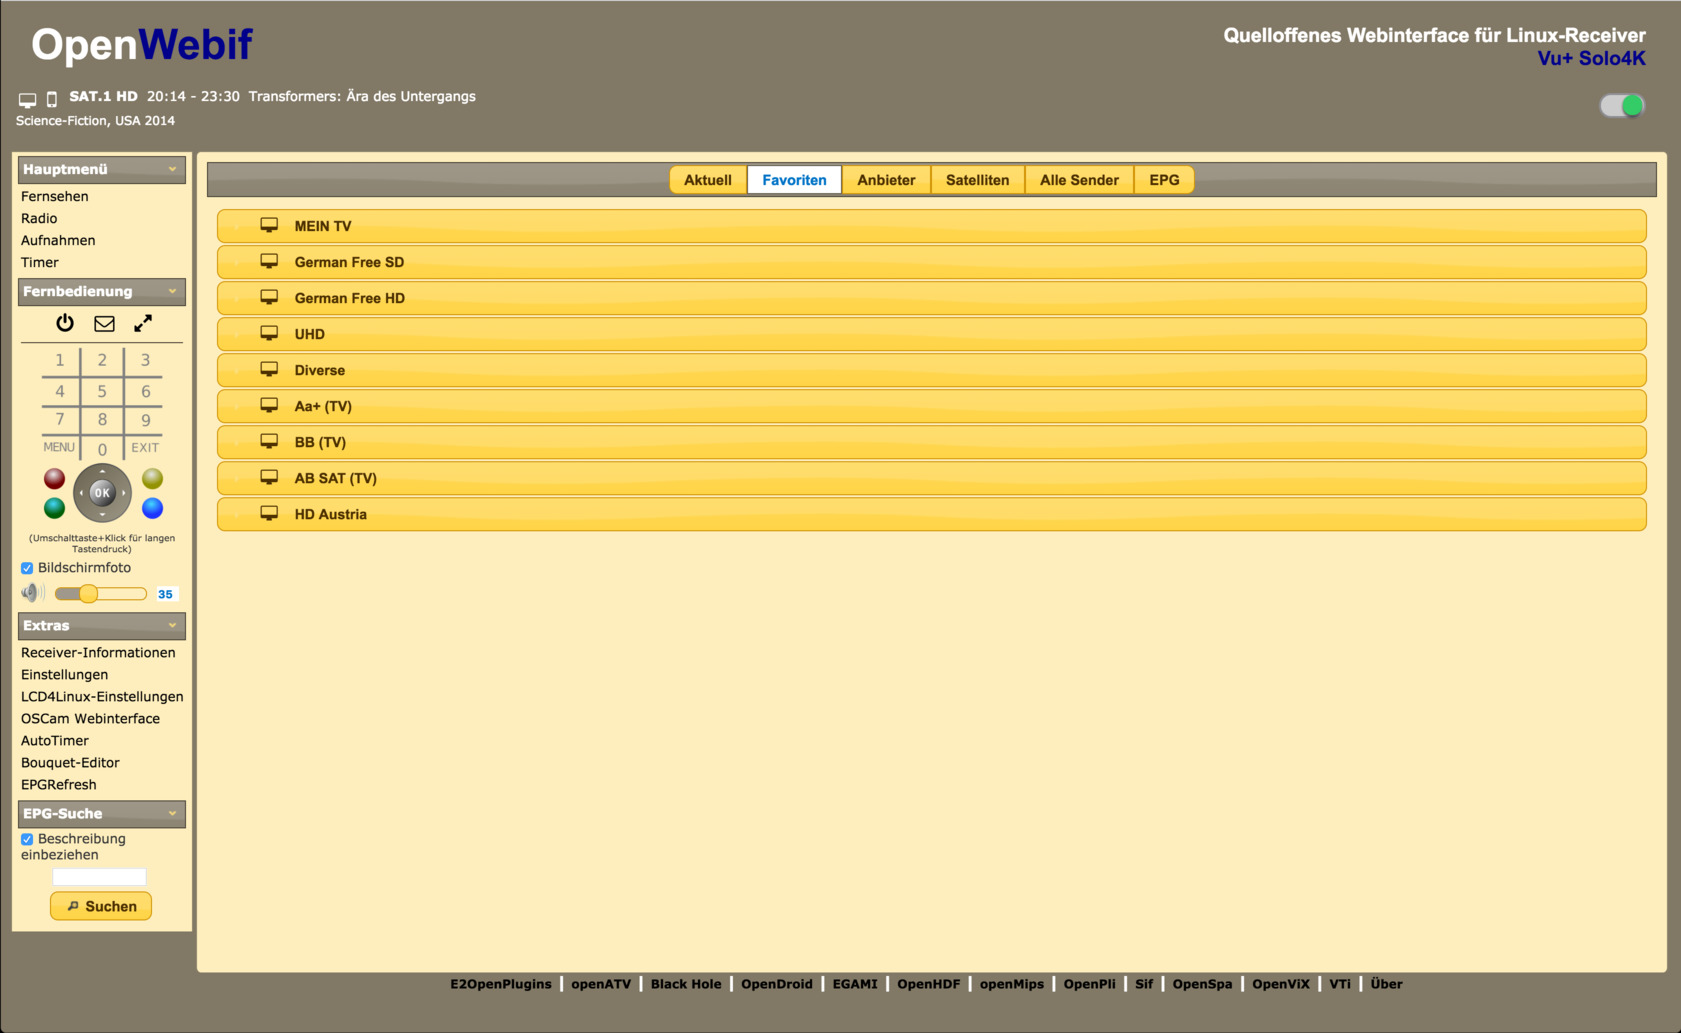 OpenWebif
Quelloffenes Webinterface für Linux-Receiver
Vu+ Solo4K
SAT.1 HD 20:14 - 23:30 Transformers: Ära des Untergangs
Science-Fiction, USA 2014
Hauptmenü
Fernsehen
Radio
Aufnahmen
Timer
Fernbedienung
1 2 3
4 5 6
7 8 9
MENU 0 EXIT
OK
(Umschalttaste+Klick für langen
Tastendruck)
Bildschirmfoto
35
Extras
Receiver-Informationen
Einstellungen
LCD4Linux-Einstellungen
OSCam Webinterface
AutoTimer
Bouquet-Editor
EPGRefresh
EPG-Suche
Beschreibung
einbeziehen
Suchen
Aktuell Favoriten Anbieter Satelliten Alle Sender EPG
MEIN TV
German Free SD
German Free HD
UHD
Diverse
Aa+ (TV)
BB (TV)
AB SAT (TV)
HD Austria
E2OpenPlugins | openATV | Black Hole | OpenDroid | EGAMI | OpenHDF | openMips | OpenPli | Sif | OpenSpa | OpenViX | VTi | Über